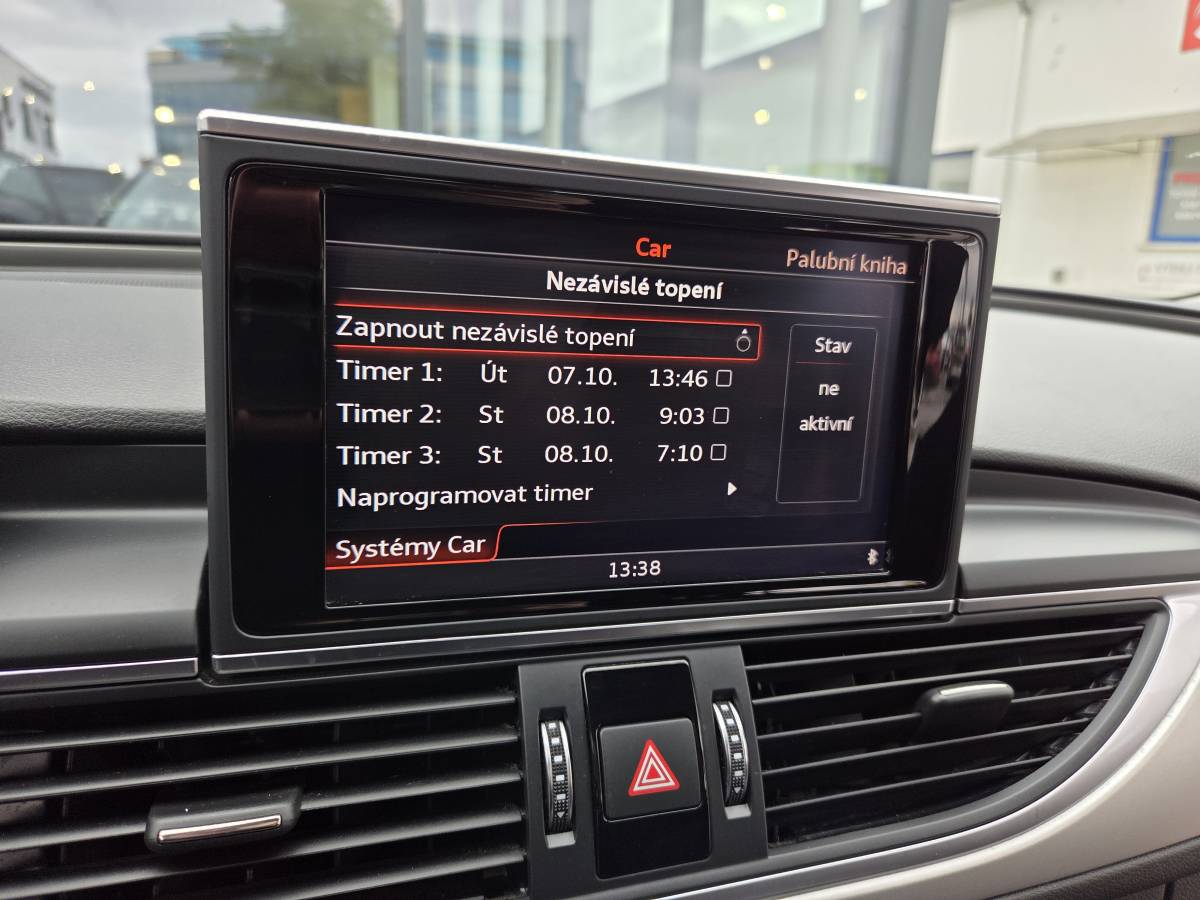 Car
Palubní kniha
Nezávislé topení
Zapnout nezávislé topení
Timer 1: Út 07.10. 13:46
Timer 2: St 08.10. 9:03
Timer 3: St 08.10. 7:10
Naprogramovat timer
Stav
ne
aktivní
Systémy Car
13:38